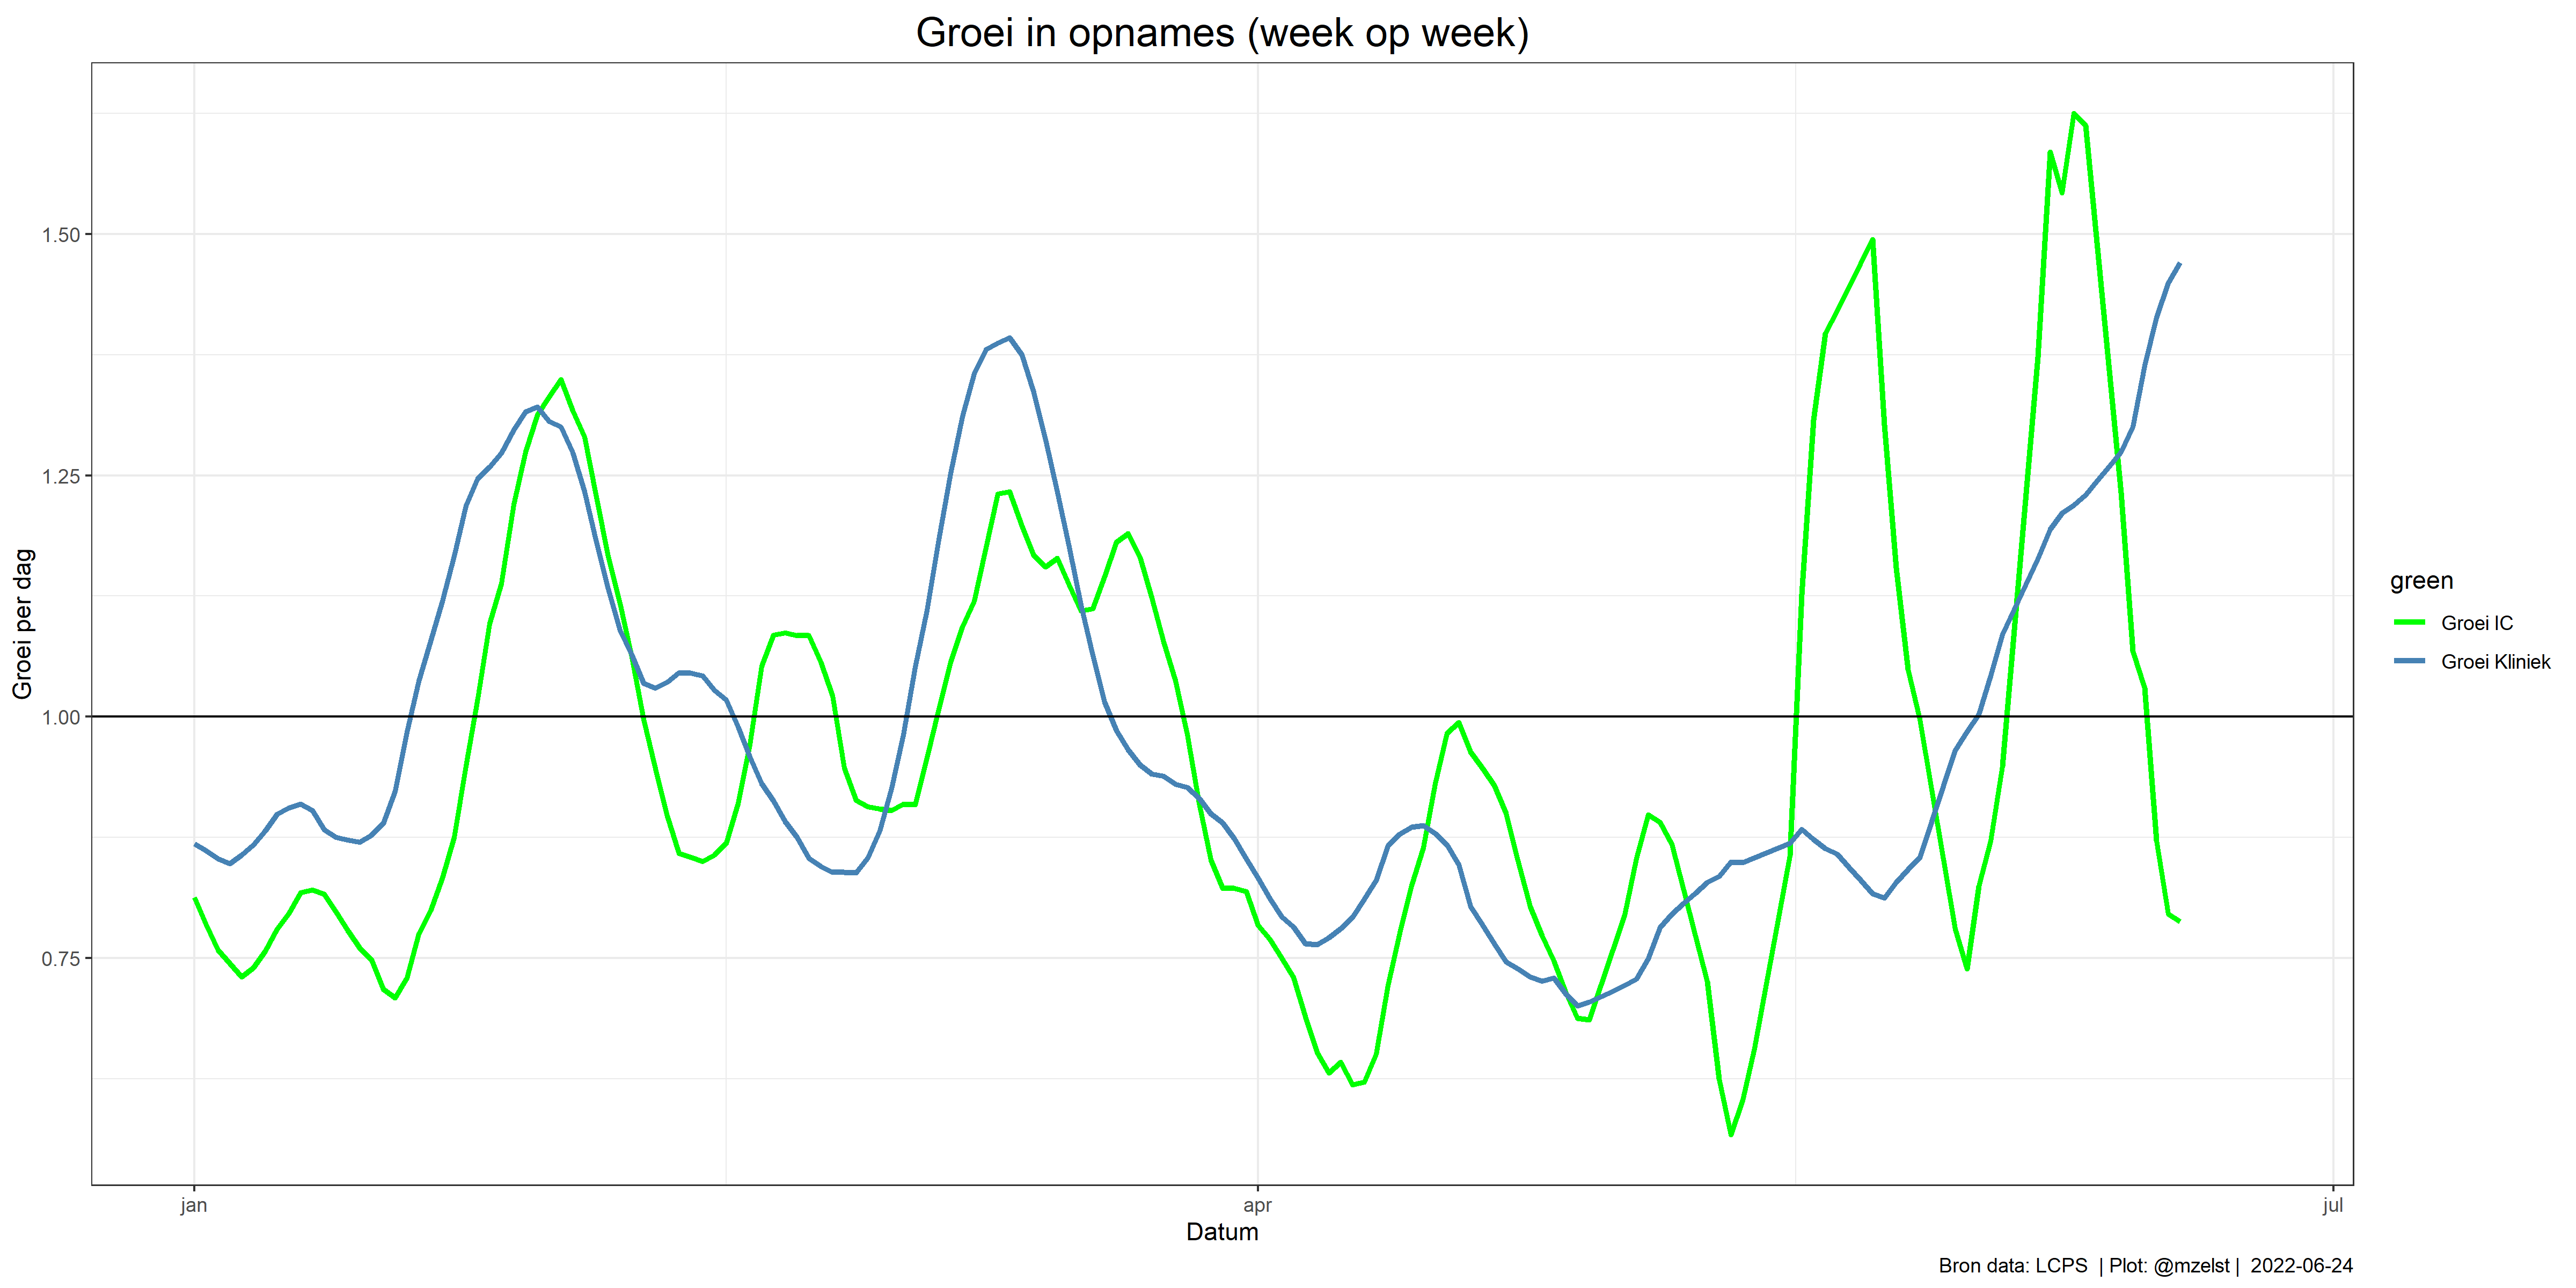 Groei in opnames (week op week)
Groei per dag
1.50
1.25
1.00
0.75
jan
apr
jul
Datum
green
Groei IC
Groei Kliniek
Bron data: LCPS | Plot: @mzelst | 2022-06-24